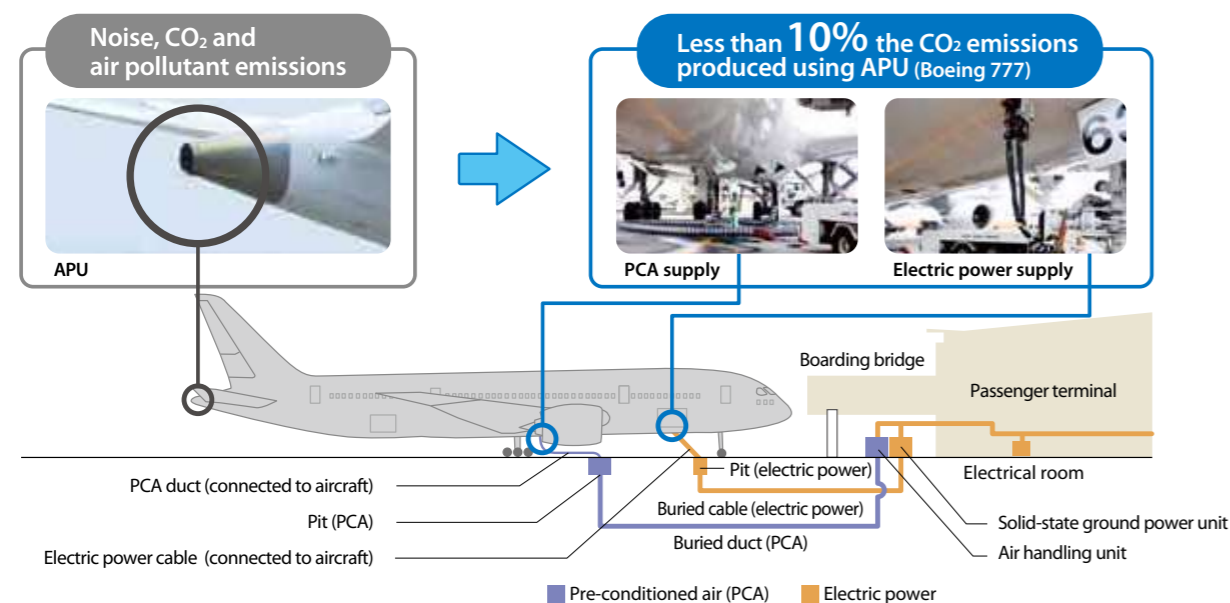 Noise, CO₂ and
air pollutant emissions
APU
Less than 10% the CO₂ emissions
produced using APU (Boeing 777)
6
PCA supply
Electric power supply
Boarding bridge
Passenger terminal
Electrical room
PCA duct (connected to aircraft)
Pit (electric power)
Pit (PCA)
Buried cable (electric power)
Solid-state ground power unit
Buried duct (PCA)
Electric power cable (connected to aircraft)
Air handling unit
Pre-conditioned air (PCA)
Electric power